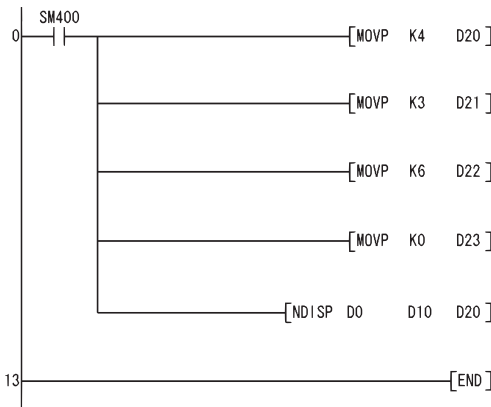 SM400
0 [MOVP K4 D20]
[MOVP K3 D21]
[MOVP K6 D22]
[MOVP K0 D23]
[NDISP D0 D10 D20]
13 [END]